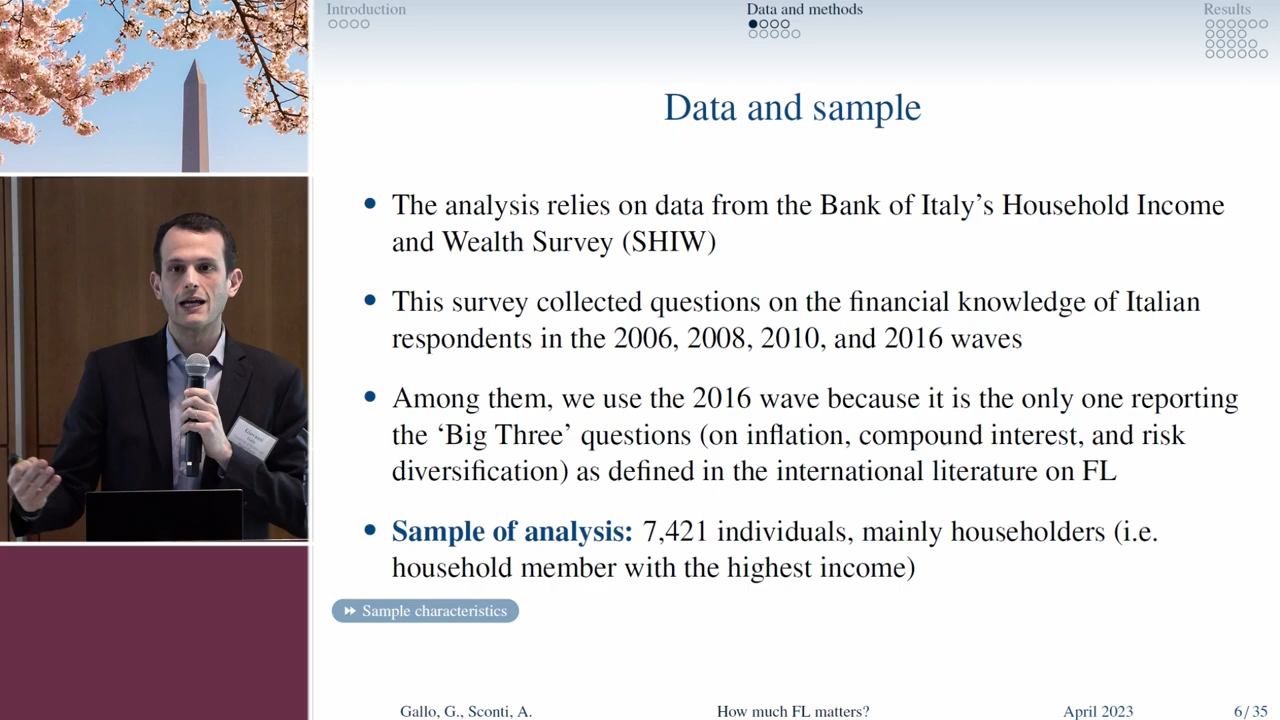 Introduction
Data and methods
Results
Data and sample
• The analysis relies on data from the Bank of Italy's Household Income
and Wealth Survey (SHIW)
• This survey collected questions on the financial knowledge of Italian
respondents in the 2006, 2008, 2010, and 2016 waves
• Among them, we use the 2016 wave because it is the only one reporting
the 'Big Three' questions (on inflation, compound interest, and risk
diversification) as defined in the international literature on FL
• Sample of analysis: 7,421 individuals, mainly householders (i.e.
household member with the highest income)
Sample characteristics
Giovanni
Gallo, G., Sconti, A.
How much FL matters?
April 2023
6 / 35